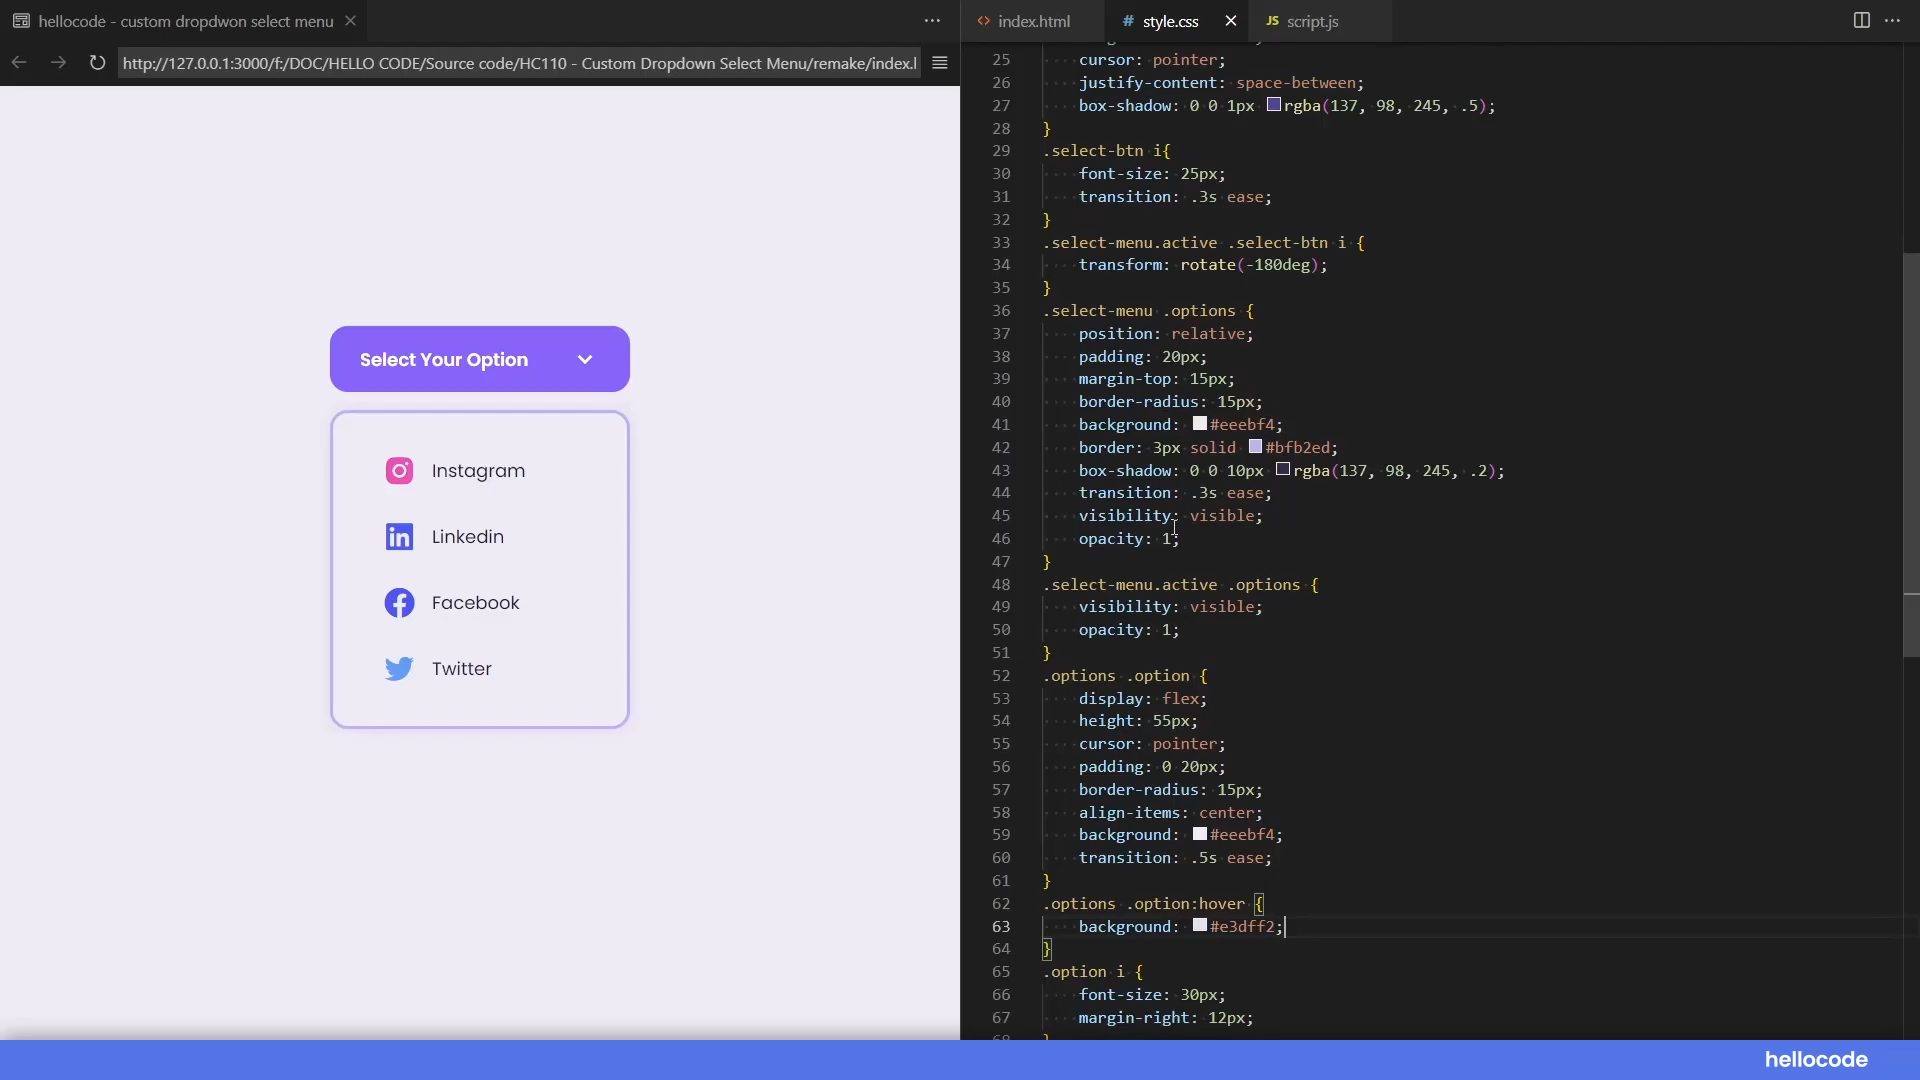 hellocode - custom dropdwon select menu
index.html
style.css
script.js
http://127.0.0.1:3000/f:/DOC/HELLO CODE/Source code/HC110 - Custom Dropdown Select Menu/remake/index.l
Select Your Option
Instagram
Linkedin
Facebook
Twitter
25 cursor: pointer;
26 justify-content: space-between;
27 box-shadow: 0 0 1px rgba(137, 98, 245, .5);
28 }
29 .select-btn i{
30 font-size: 25px;
31 transition: .3s ease;
32 }
33 .select-menu.active .select-btn i {
34 transform: rotate(-180deg);
35 }
36 .select-menu .options {
37 position: relative;
38 padding: 20px;
39 margin-top: 15px;
40 border-radius: 15px;
41 background: #eeebf4;
42 border: 3px solid #bfb2ed;
43 box-shadow: 0 0 10px rgba(137, 98, 245, .2);
44 transition: .3s ease;
45 visibility: visible;
46 opacity: 1;
47 }
48 .select-menu.active .options {
49 visibility: visible;
50 opacity: 1;
51 }
52 .options .option {
53 display: flex;
54 height: 55px;
55 cursor: pointer;
56 padding: 0 20px;
57 border-radius: 15px;
58 align-items: center;
59 background: #eeebf4;
60 transition: .5s ease;
61 }
62 .options .option:hover {
63 background: #e3dff2;
64 }
65 .option i {
66 font-size: 30px;
67 margin-right: 12px;
hellocode